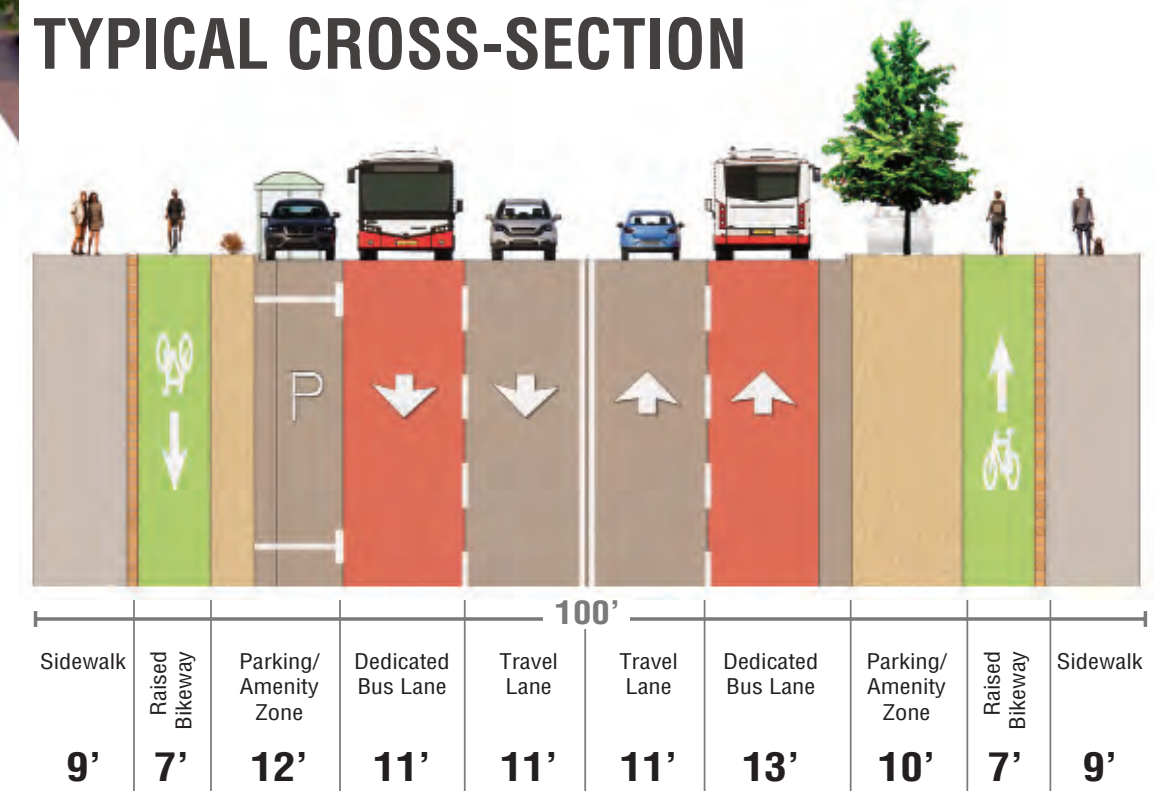 TYPICAL CROSS-SECTION
P
100’
Sidewalk
Raised
Bikeway
Parking/
Amenity
Zone
Dedicated
Bus Lane
Travel
Lane
Travel
Lane
Dedicated
Bus Lane
Parking/
Amenity
Zone
Raised
Bikeway
Sidewalk
9’ 7’ 12’ 11’ 11’ 11’ 13’ 10’ 7’ 9’